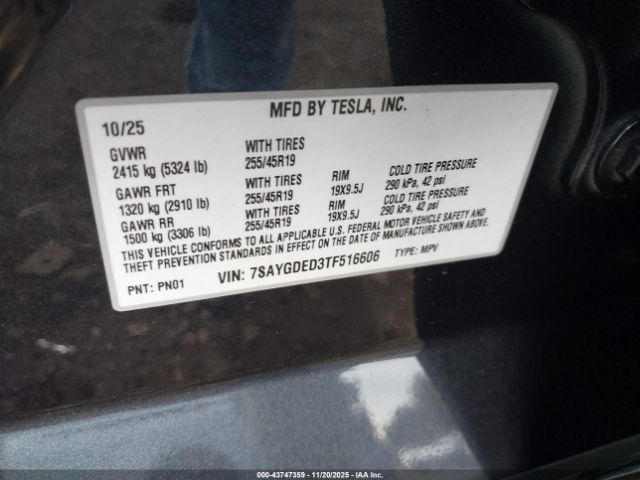 MFD BY TESLA, INC.
10/25
GVWR WITH TIRES
2415 kg (5324 lb) 255/45R19
GAWR FRT WITH TIRES RIM COLD TIRE PRESSURE
1320 kg (2910 lb) 255/45R19 19X9.5J 290 kPa, 42 psi
GAWR RR WITH TIRES RIM COLD TIRE PRESSURE
1500 kg (3306 lb) 255/45R19 19X9.5J 290 kPa, 42 psi
THIS VEHICLE CONFORMS TO ALL APPLICABLE U.S. FEDERAL MOTOR VEHICLE SAFETY AND
THEFT PREVENTION STANDARDS IN EFFECT ON THE DATE OF MANUFACTURE SHOWN ABOVE.
PNT: PN01 VIN: 7SAYGDED3TF516606 TYPE: MPV
© - 43747359 - 11/20/2025 - IAAI.CA